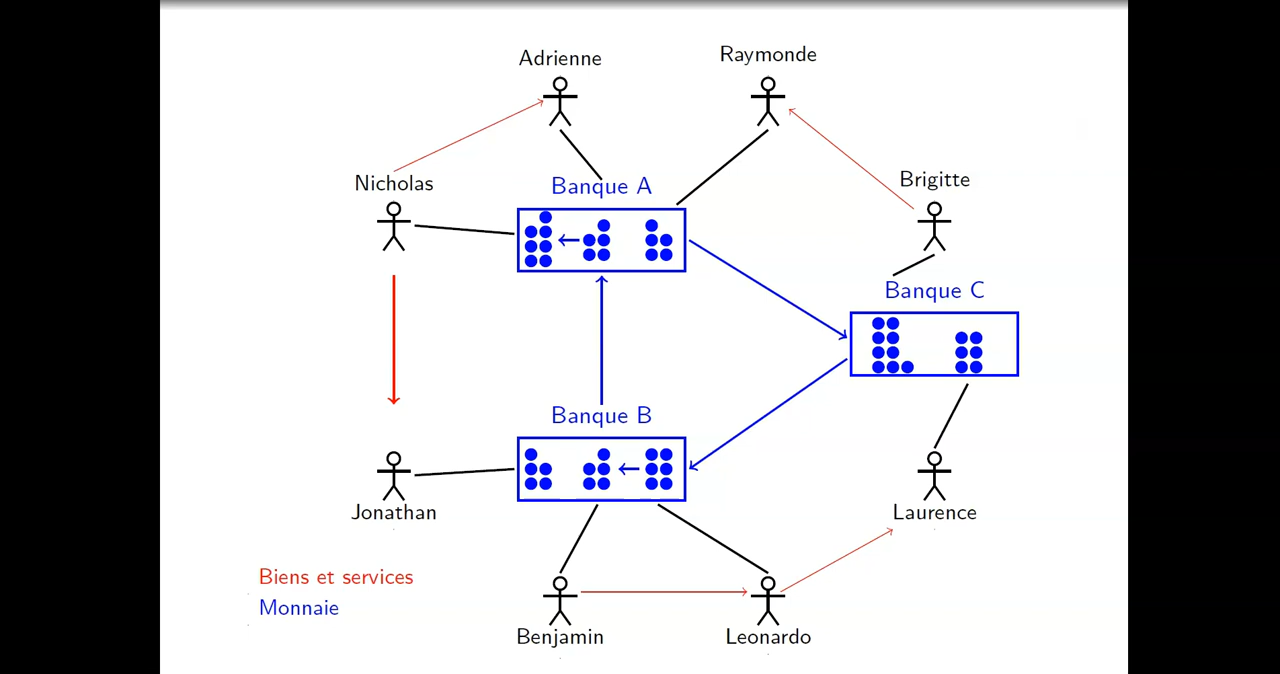 Adrienne
Raymonde
Nicholas
Banque A
Brigitte
Banque C
Banque B
Jonathan
Laurence
Biens et services
Monnaie
Benjamin
Leonardo